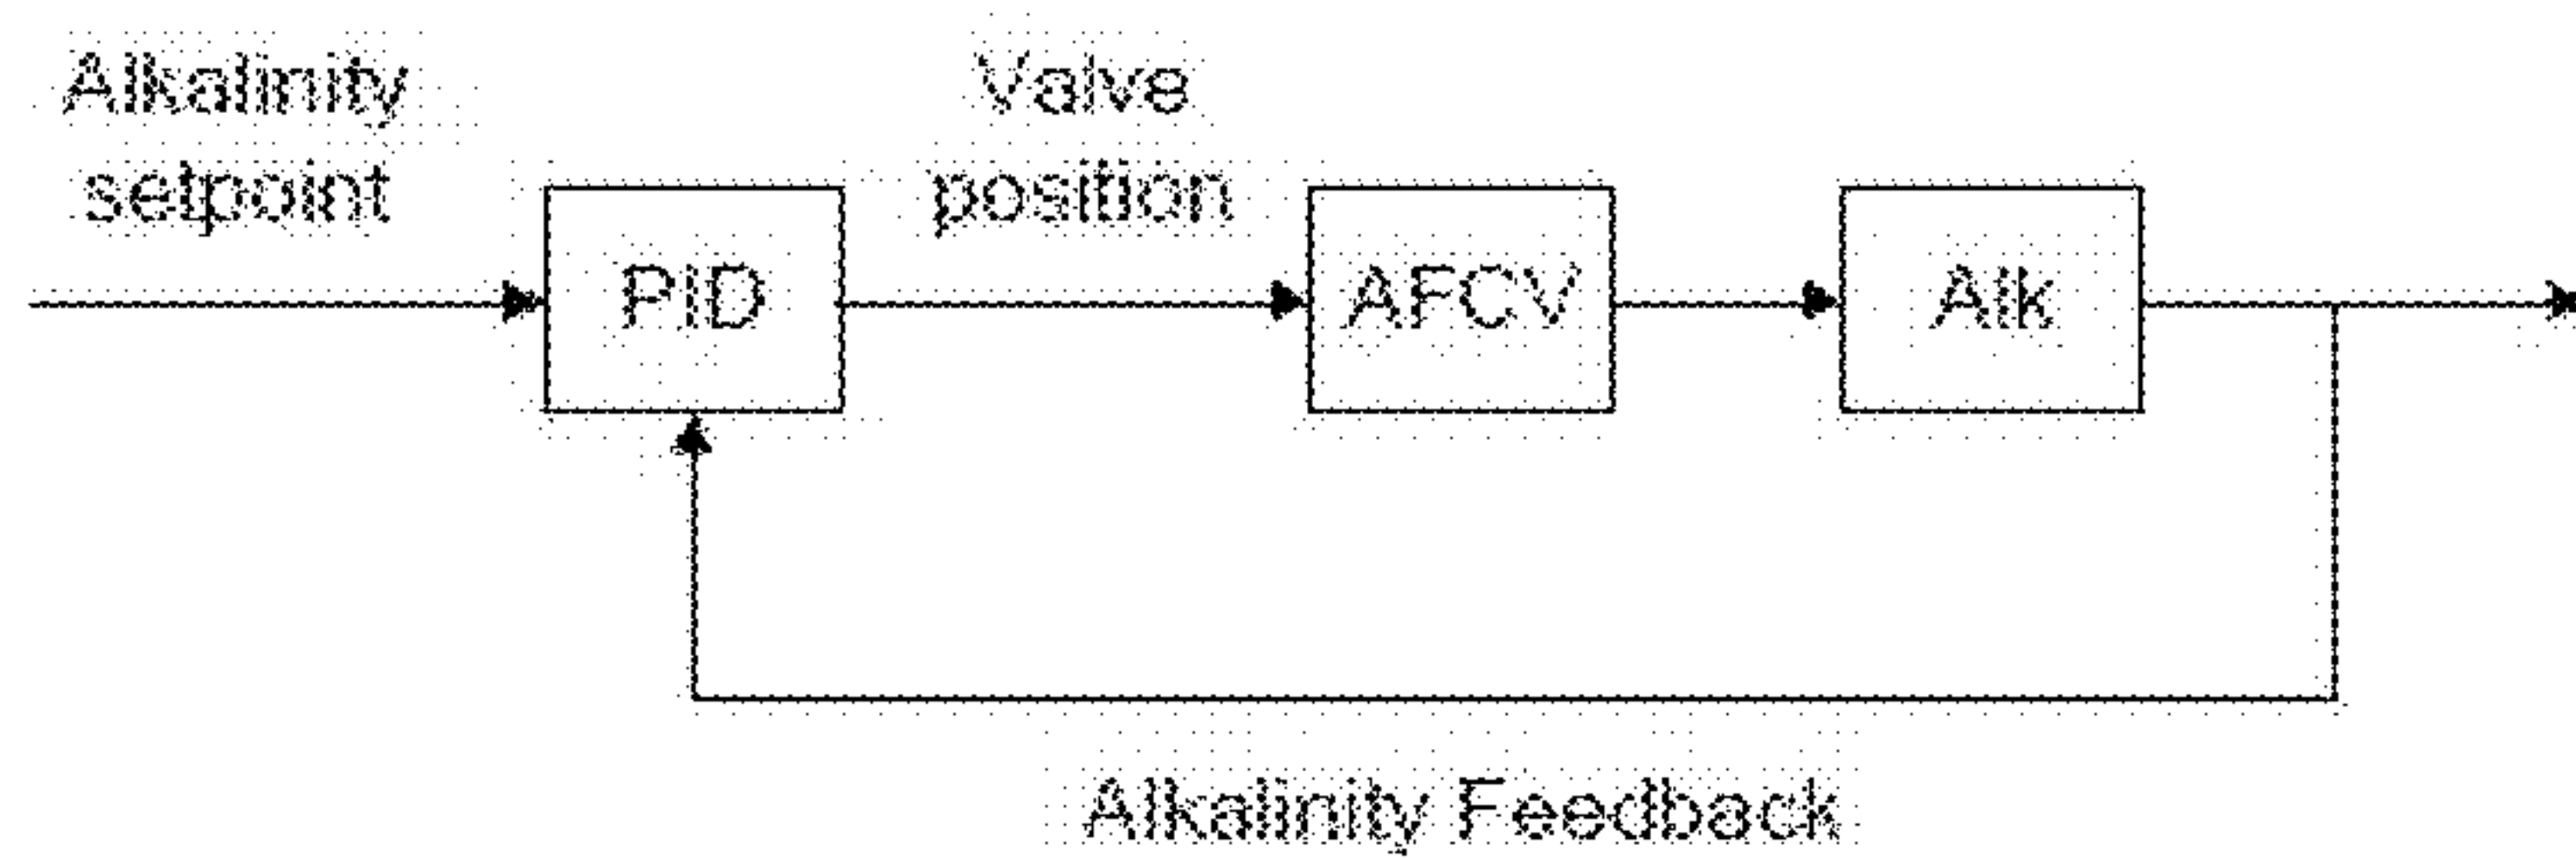 Alkalinity
setpoint
Valve
position
PID
AFCV
Alk
Alkalinity Feedback